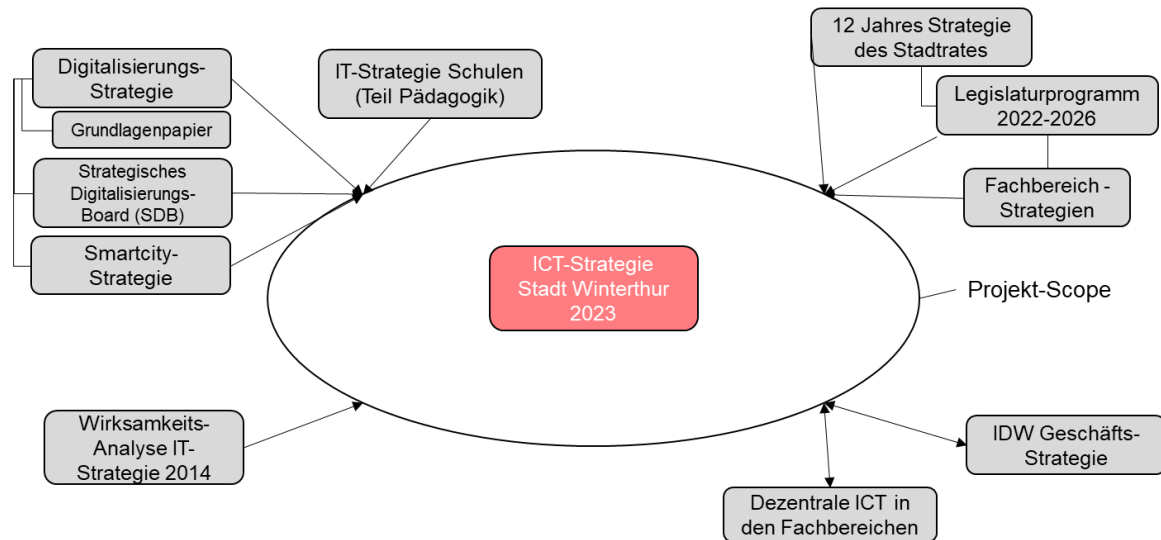 Digitalisierungs-
Strategie
Grundlagenpapier
Strategisches
Digitalisierungs-
Board (SDB)
Smartcity-
Strategie
IT-Strategie Schulen
(Teil Pädagogik)
12 Jahres Strategie
des Stadtrates
Legislaturprogramm
2022-2026
Fachbereich -
Strategien
ICT-Strategie
Stadt Winterthur
2023
Projekt-Scope
Wirksamkeits-
Analyse IT-
Strategie 2014
IDW Geschäfts-
Strategie
Dezentrale ICT in
den Fachbereichen